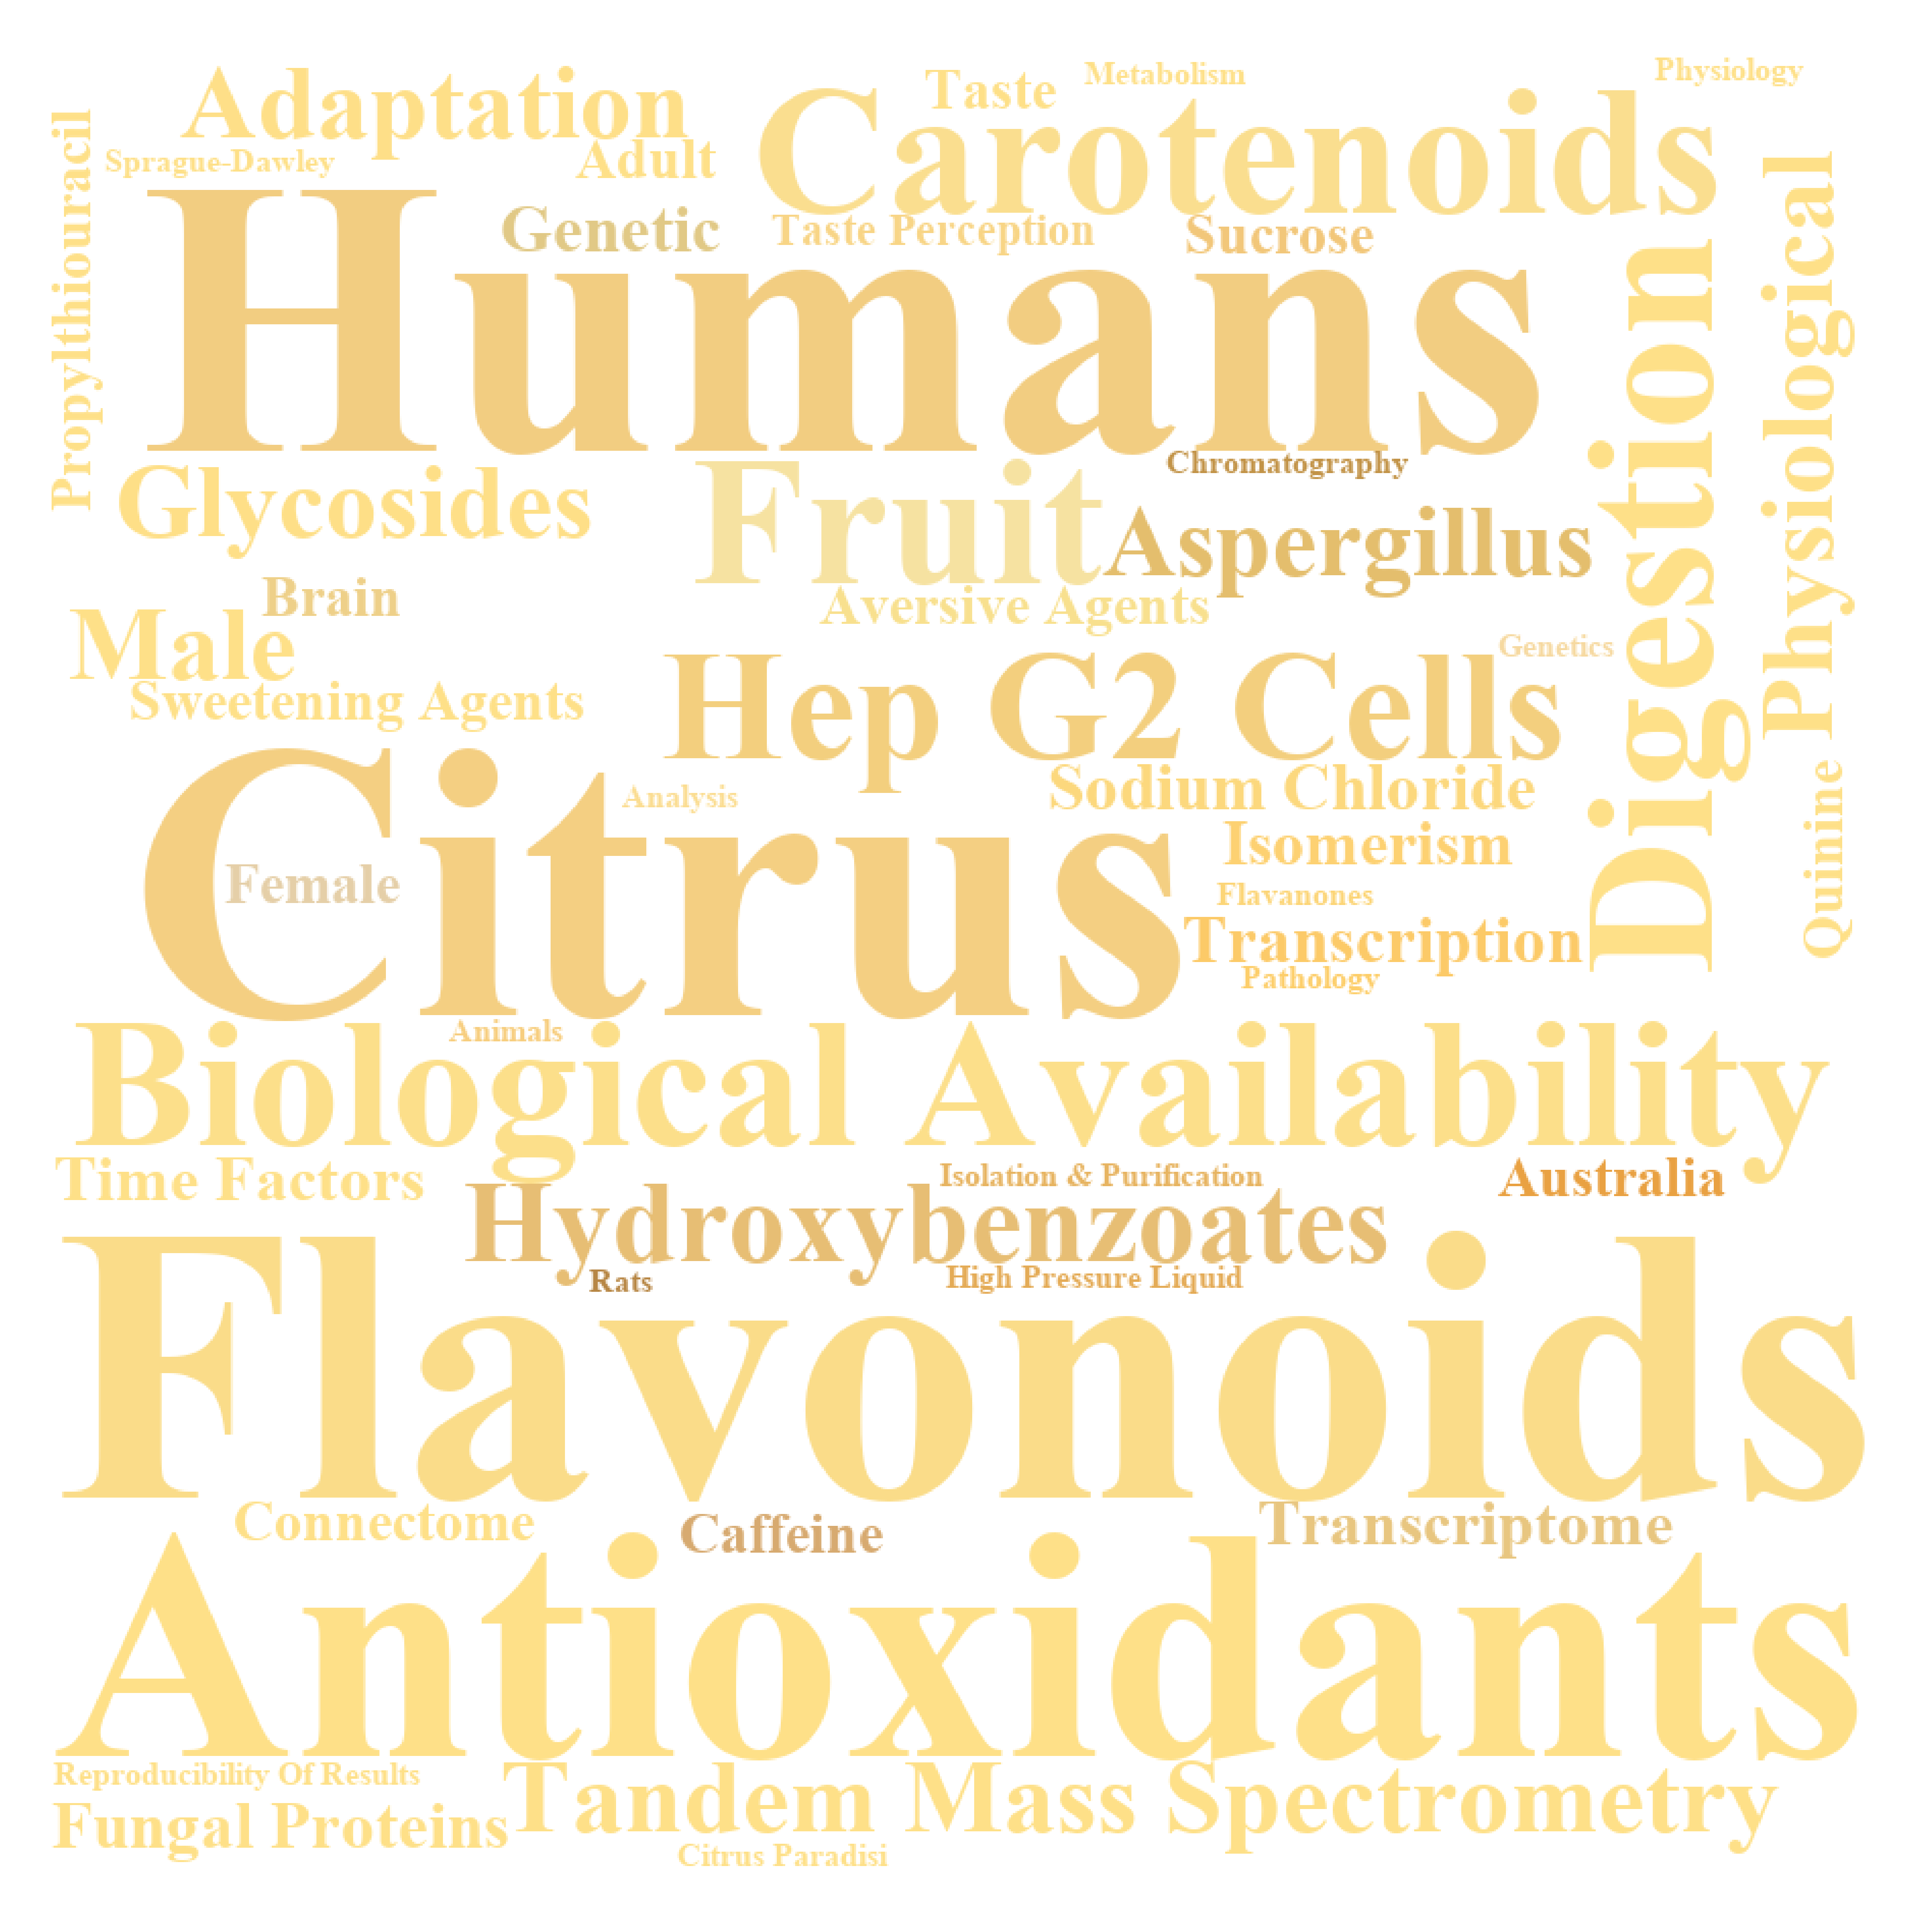 Physiology
Metabolism
Taste
Adaptation
Carotenoids
Propylthiouracil
Sprague-Dawley
Adult
Physiological
Humans
Genetic
Taste Perception
Sucrose
Digestion
Chromatography
Glycosides
Fruit
Aspergillus
Brain
Aversive Agents
Male
Genetics
Sweetening Agents
Hep G2 Cells
Citrus
Analysis
Sodium Chloride
Quinine
Isomerism
Female
Flavanones
Transcription
Pathology
Animals
Biological Availability
Time Factors
Isolation & Purification
Australia
Hydroxybenzoates
Rats
High Pressure Liquid
Flavonoids
Connectome
Caffeine
Transcriptome
Antioxidants
Reproducibility Of Results
Tandem Mass Spectrometry
Fungal Proteins
Citrus Paradisi